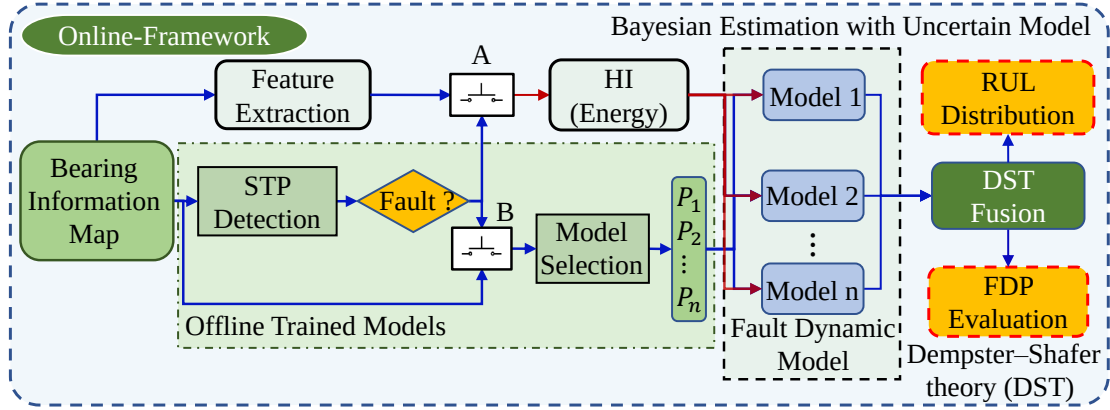 Online-Framework
Bayesian Estimation with Uncertain Model
A
Feature
Extraction
HI
(Energy)
Model 1
RUL
Distribution
Bearing
Information
Map
STP
Detection
Fault ?
B
Model
Selection
P1
P2
⋮
Pn
Model 2
⋮
Model n
DST
Fusion
FDP
Evaluation
Offline Trained Models
Fault Dynamic
Model
Dempster–Shafer
theory (DST)